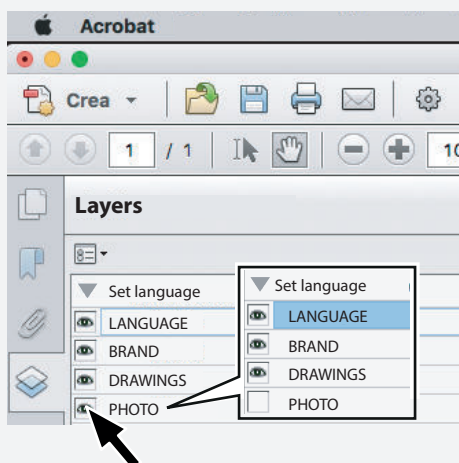 Acrobat
Crea
1 / 1 10
Layers
Set language
LANGUAGE
BRAND
DRAWINGS
PHOTO
Set language
LANGUAGE
BRAND
DRAWINGS
PHOTO